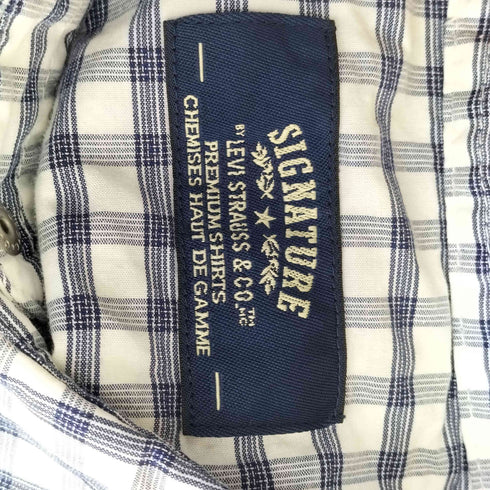 SIGNATURE
BY LEVI STRAUSS & CO.™ MC
PREMIUM SHIRTS
CHEMISES HAUT DE GAMME